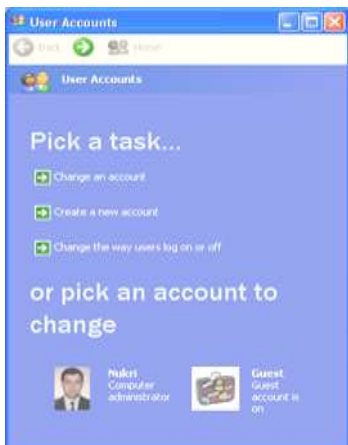 User Accounts
Back Home
User Accounts
Pick a task...
Change an account
Create a new account
Change the way users log on or off
or pick an account to
change
Nukri
Computer
administrator
Guest
Guest
account is
on